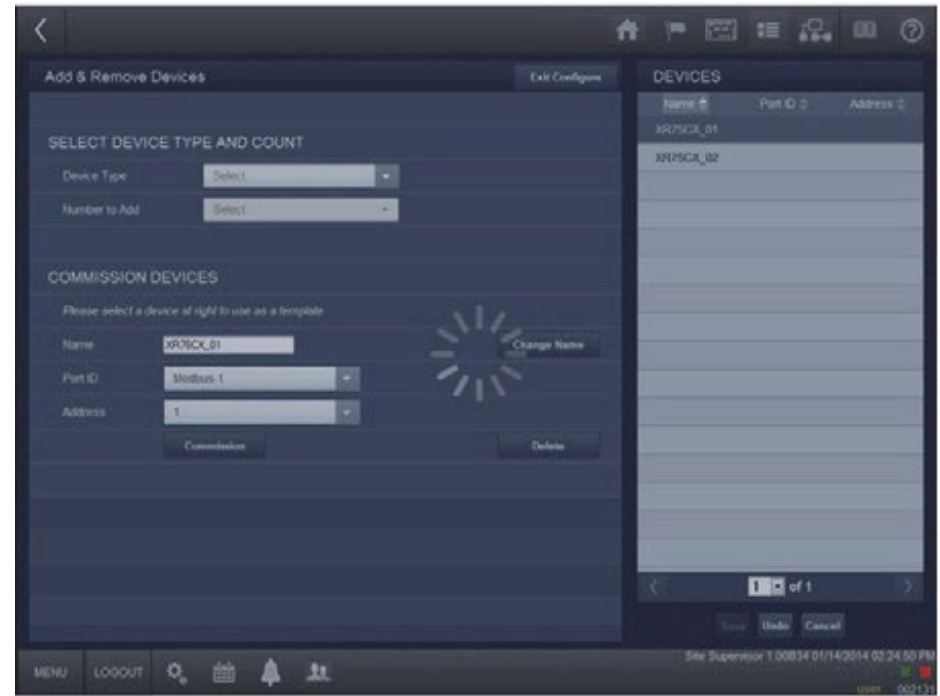 Add & Remove Devices
Exit Configure
DEVICES
Name
Port ID
Address
XR75CX_01
XR75CX_02
SELECT DEVICE TYPE AND COUNT
Device Type
Select
Number to Add
Select
COMMISSION DEVICES
Please select a device at right to use as a template
Name
XR75CX_01
Change Name
Port ID
Modbus-1
Address
1
Commission
Delete
1 of 1
Save
Undo
Cancel
MENU
LOGOUT
Site Supervisor 1.00B34 01/14/2014 02:24:50 PM
user 002131